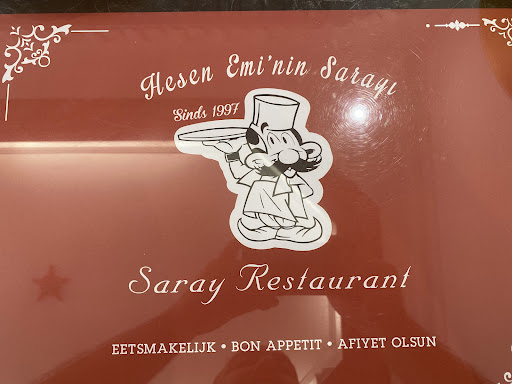 Hesen Emi'nin Sarayı
Sinds 1997
Saray Restaurant
EETSMAKELIJK • BON APPETIT • AFIYET OLSUN